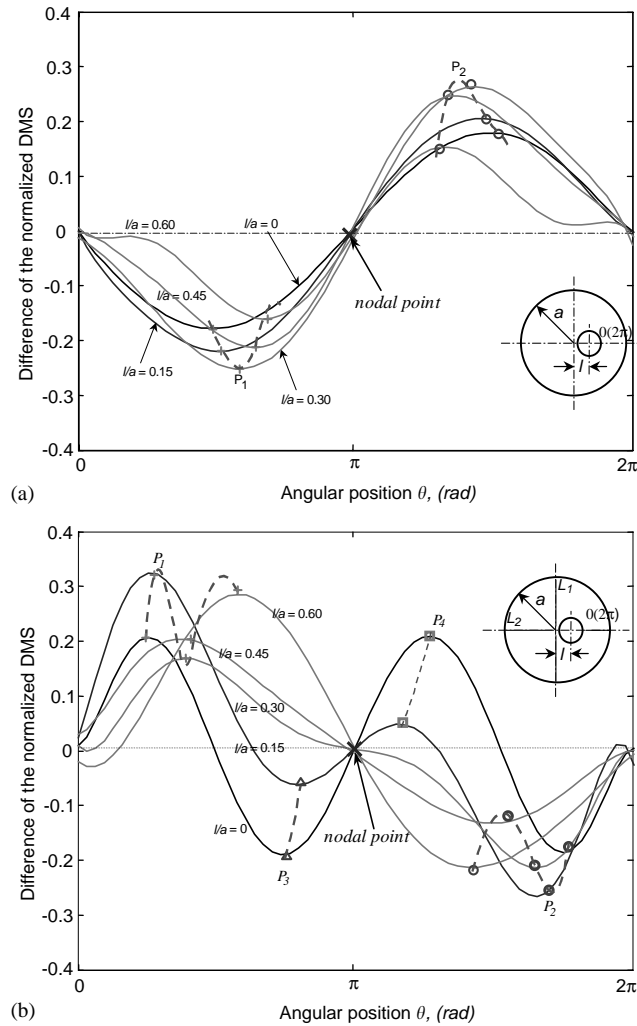 0.4
0.3
0.2
0.1
0
-0.1
-0.2
-0.3
-0.4
Difference of the normalized DMS
P2
l/a = 0.60
l/a = 0
l/a = 0.45
nodal point
l/a = 0.15
P1
l/a = 0.30
a
0(2π)
l
0
π
2π
(a)
Angular position θ, (rad)
0.4
0.3
0.2
0.1
0
-0.1
-0.2
-0.3
-0.4
Difference of the normalized DMS
P1
l/a = 0.60
l/a = 0.45
l/a = 0.30
l/a = 0.15
l/a = 0
P4
P3
nodal point
P2
L1
a
L2
0(2π)
l
0
π
2π
(b)
Angular position θ, (rad)